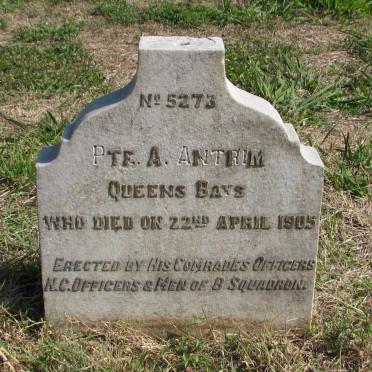 No 5273
PTE. A. ANTRIM
QUEENS BAYS
WHO DIED ON 22ND APRIL 1905
ERECTED BY HIS COMRADES OFFICERS
N.C. OFFICERS & MEN OF B SQUADRON.